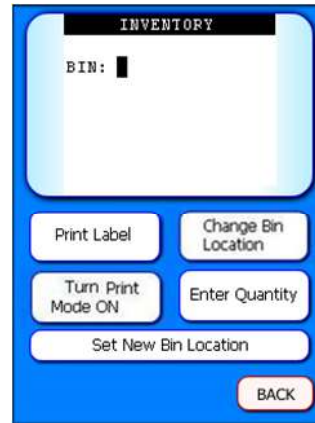 INVENTORY
BIN:
Print Label
Change Bin
Location
Turn Print
Mode ON
Enter Quantity
Set New Bin Location
BACK